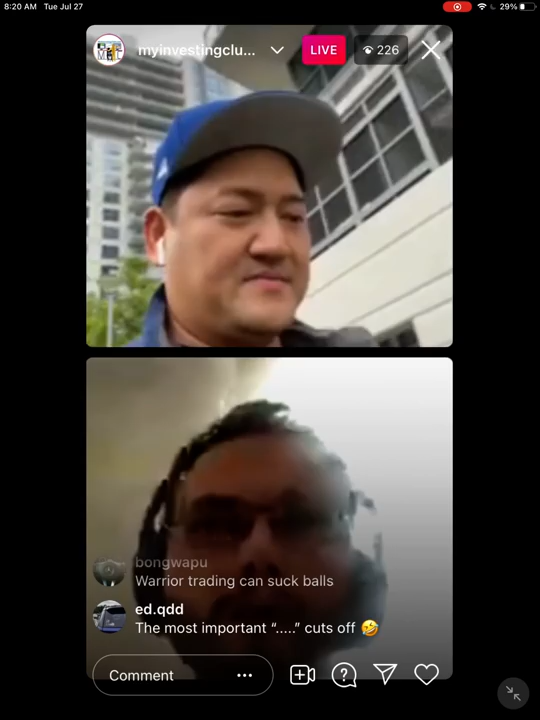 8:20 AM Tue Jul 27
29%
myinvestingclu...
LIVE
226
bongwapu
Warrior trading can suck balls
ed.qdd
The most important “.....” cuts off 🤣
Comment